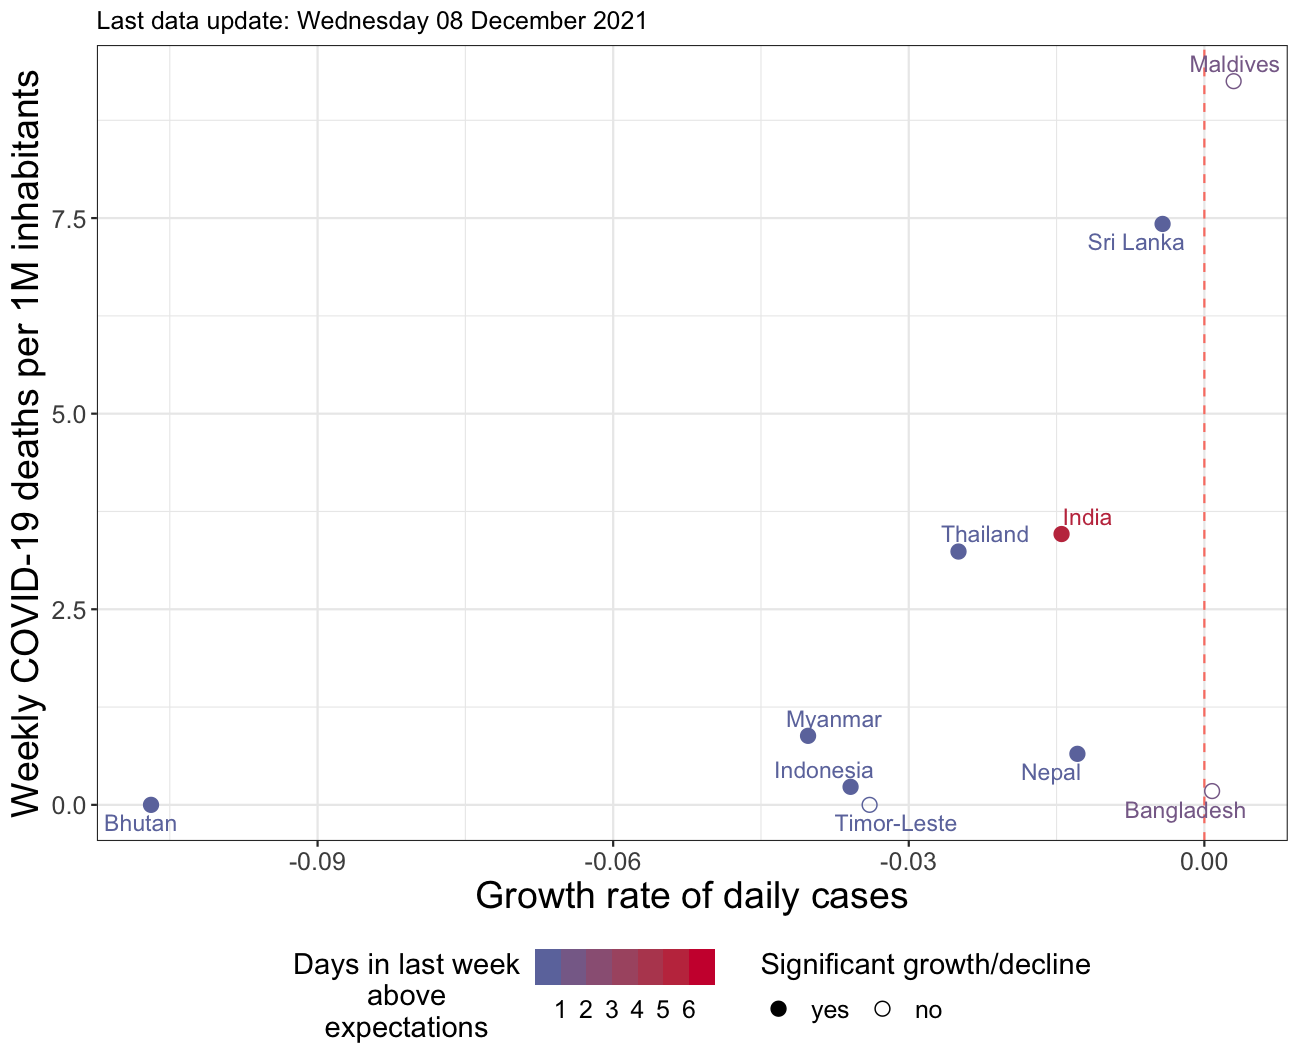 Last data update: Wednesday 08 December 2021
Weekly COVID-19 deaths per 1M inhabitants
Maldives
7.5
Sri Lanka
5.0
India
Thailand
2.5
Myanmar
Indonesia
Nepal
0.0
Bangladesh
Bhutan
Timor-Leste
-0.09 -0.06 -0.03 0.00
Growth rate of daily cases
Days in last week
above
expectations
1 2 3 4 5 6
Significant growth/decline
yes no